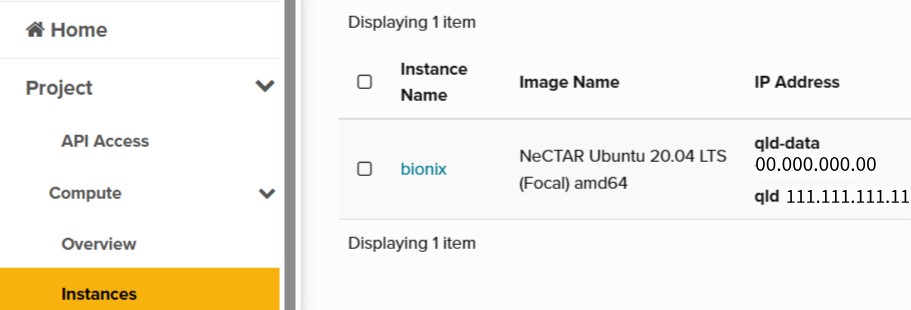 Home
Project
API Access
Compute
Overview
Instances
Displaying 1 item
Instance Name
Image Name
IP Address
bionix
NeCTAR Ubuntu 20.04 LTS
(Focal) amd64
qld-data
00.000.000.00
qld 111.111.111.11
Displaying 1 item